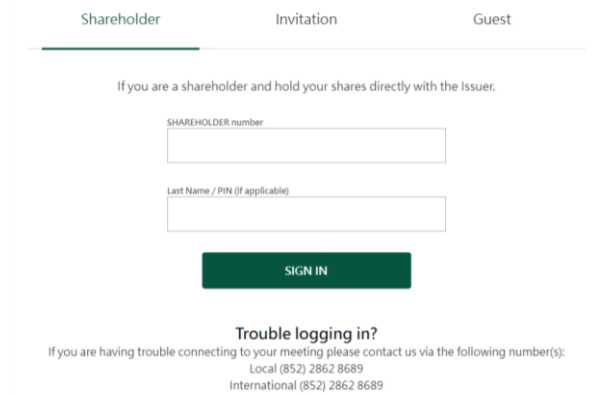 Shareholder Invitation Guest
If you are a shareholder and hold your shares directly with the Issuer.
SHAREHOLDER number
Last Name / PIN (if applicable)
SIGN IN
Trouble logging in?
If you are having trouble connecting to your meeting please contact us via the following number(s):
Local (852) 2862 8689
International (852) 2862 8689